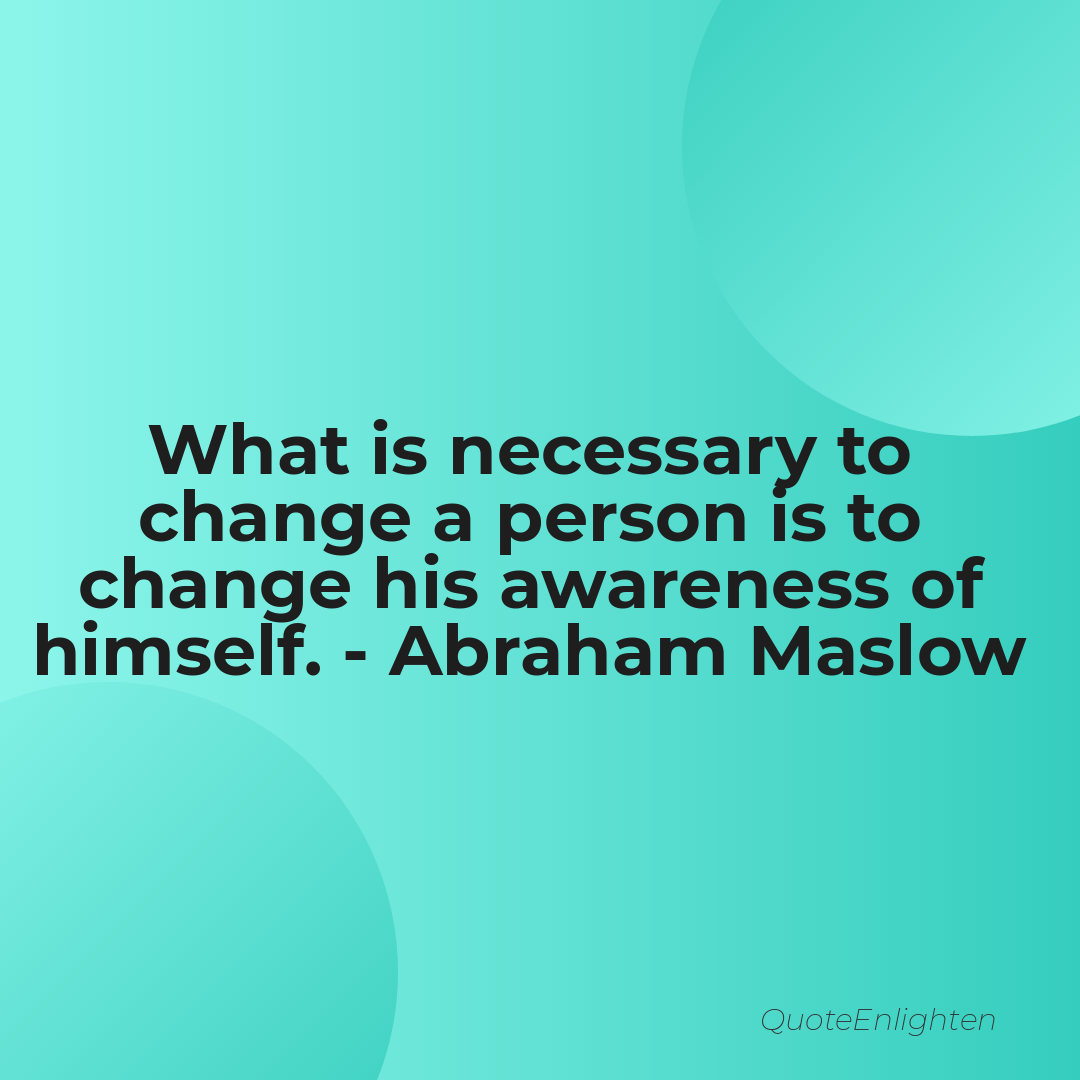 What is necessary to
change a person is to
change his awareness of
himself. - Abraham Maslow
QuoteEnlighten